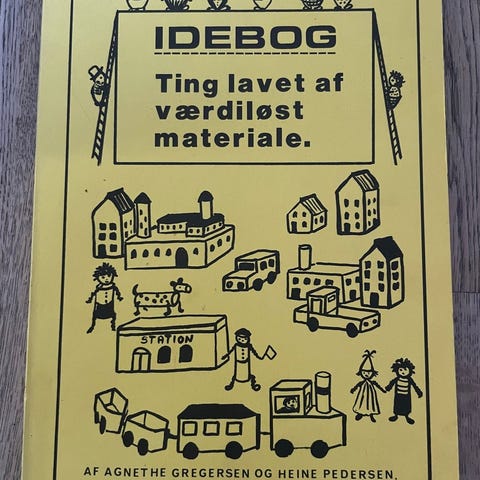 IDEBOG
Ting lavet af
værdiløst
materiale.
STATION
AF AGNETHE GREGERSEN OG HEINE PEDERSEN.